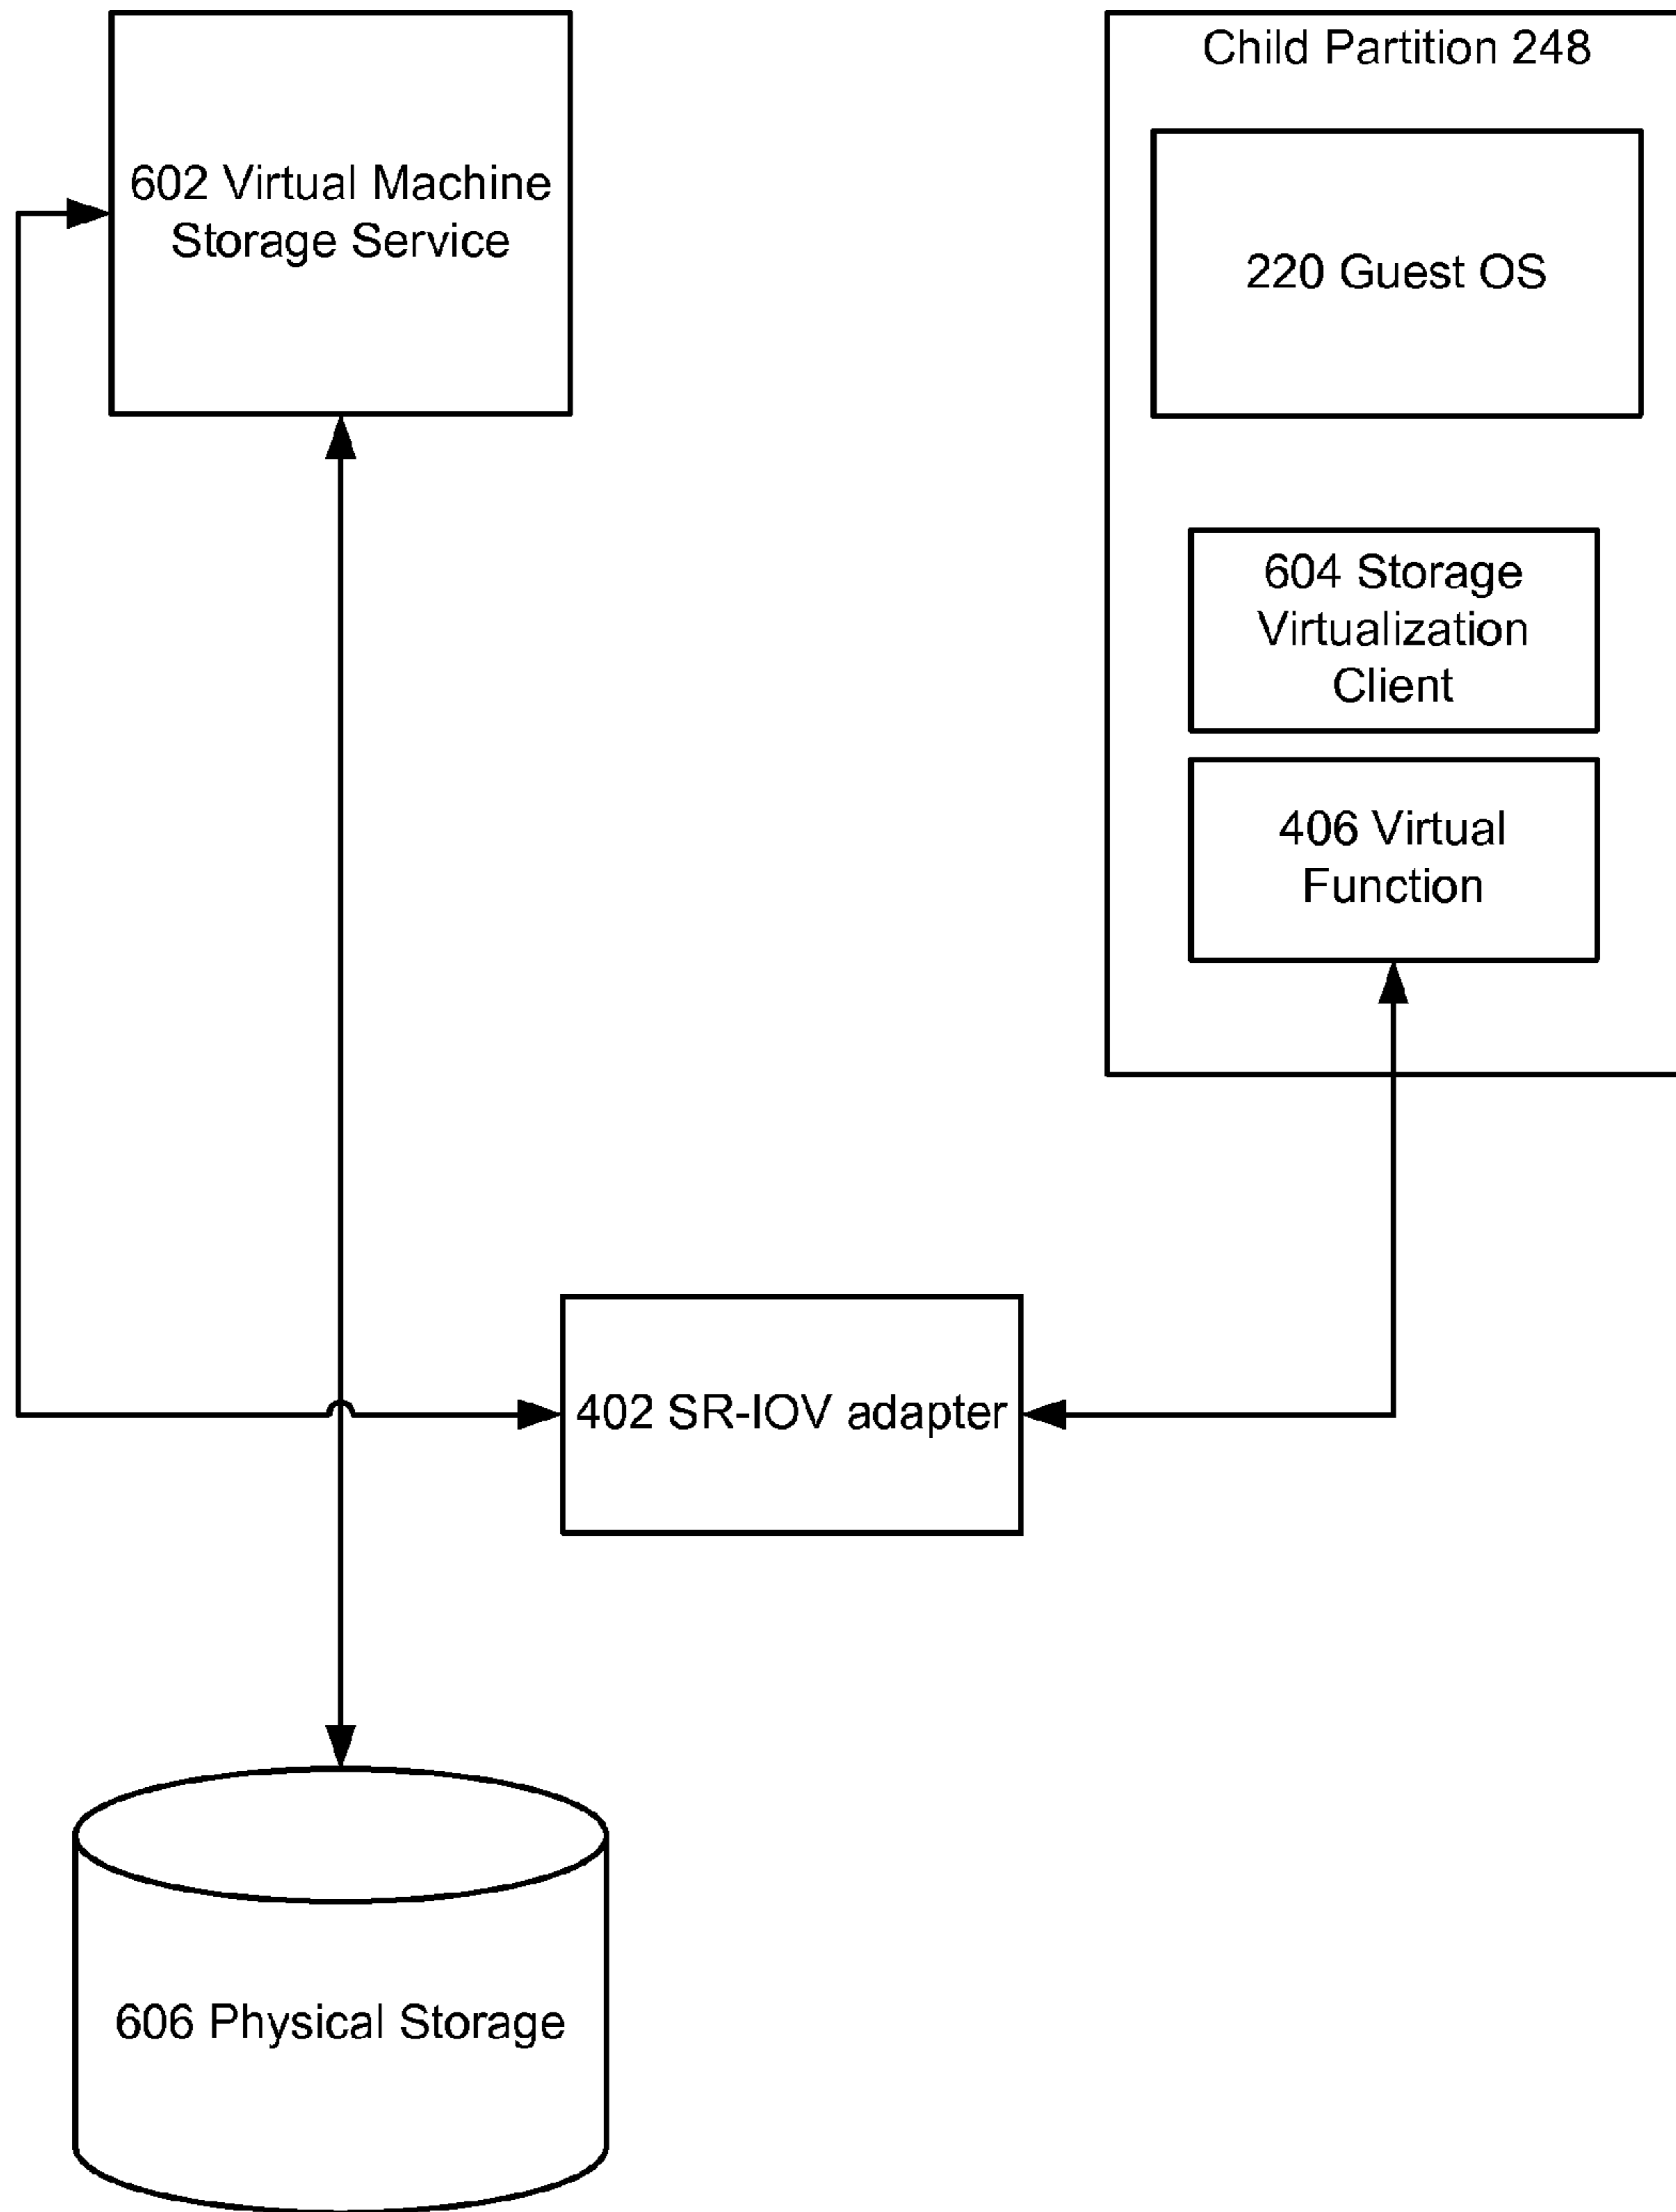 Child Partition 248
602 Virtual Machine
Storage Service
220 Guest OS
604 Storage
Virtualization
Client
406 Virtual
Function
402 SR-IOV adapter
606 Physical Storage